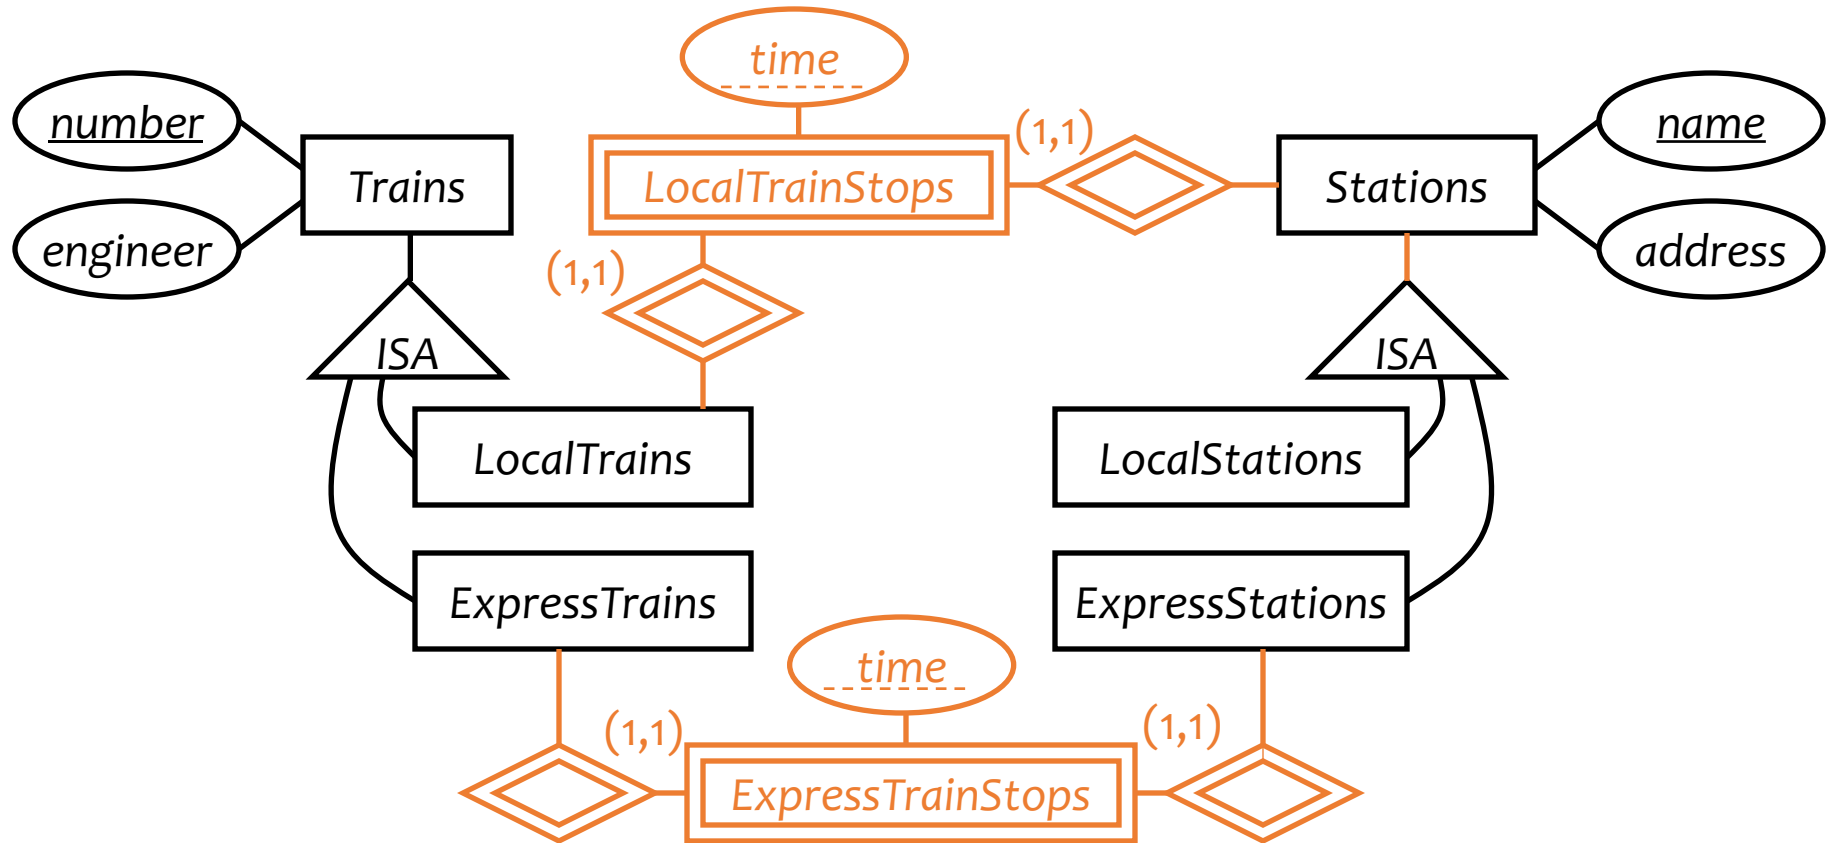 time
number
(1,1)
name
Trains
LocalTrainStops
Stations
engineer
(1,1)
address
ISA
ISA
LocalTrains
LocalStations
ExpressTrains
ExpressStations
time
(1,1)
(1,1)
ExpressTrainStops